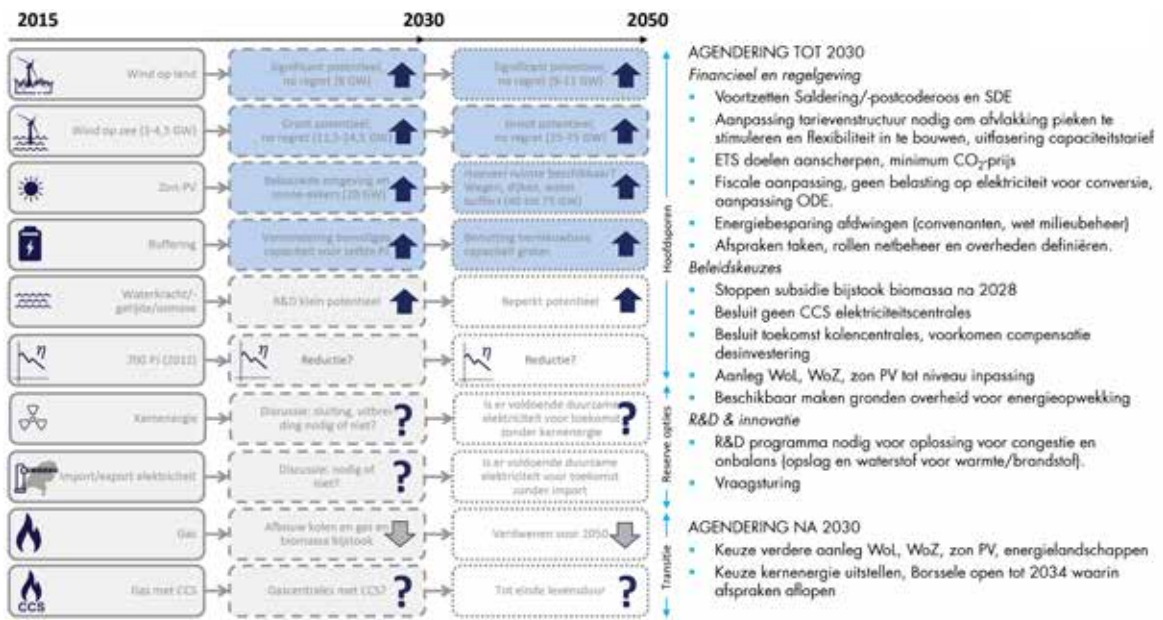 2015 2030 2050
Wind op land
Significant potentieel,
no regret (8 GW)
Significant potentieel,
no regret (8-13 GW)
Wind op zee (3-4,5 GW)
Groot potentieel,
no regret (11,5-14,5 GW)
Groot potentieel,
no regret (35-75 GW)
Zon PV
Bebouwde omgeving en
zonne-akkers (20 GW)
Hoeveel ruimte beschikbaar?
Wegen, dijken, water,
buffers (40 tot 75 GW)
Buffering
capaciteit voor
capaciteit groter
Waterkracht/-
getijde/osmose
R&D klein potentieel
Beperkt potentieel
700 PJ (2012)
η
Reductie?
η
Reductie?
Kernenergie
Discussie: sluiting, uitbrei
ding nodig of niet?
?
Is er voldoende duurzame
elektriciteit voor toekomst
zonder kernenergie
?
Import/export elektriciteit
Discussie: nodig of
niet?
?
Is er voldoende duurzame
elektriciteit voor toekomst
zonder import
Gas
Afbouw kolen en gas en
biomassa bijstook
Verdwenen voor 2050
CCS
Gas met CCS
Gascentrales met CCS?
?
Tot einde levensduur
?
Hoofdsporen
Reserve opties
Transitie
AGENDERING TOT 2030
Financieel en regelgeving
▪ Voortzetten Saldering/-postcoderoos en SDE
▪ Aanpassing tarievenstructuur nodig om afvlakking pieken te
stimuleren en flexibiliteit in te bouwen, uitfasering capaciteitstarief
▪ ETS doelen aanscherpen, minimum CO₂-prijs
▪ Fiscale aanpassing, geen belasting op elektriciteit voor conversie,
aanpassing ODE.
▪ Energiebesparing afdwingen (convenanten, wet milieubeheer)
▪ Afspraken taken, rollen netbeheer en overheden definiëren.
Beleidskeuzes
▪ Stoppen subsidie bijstook biomassa na 2028
▪ Besluit geen CCS elektriciteitscentrales
▪ Besluit toekomst kolencentrales, voorkomen compensatie
desinvestering
▪ Aanleg WoL, WoZ, zon PV tot niveau inpassing
▪ Beschikbaar maken gronden overheid voor energieopwekking
R&D & innovatie
▪ R&D programma nodig voor oplossing voor congestie en
onbalans (opslag en waterstof voor warmte/brandstof).
▪ Vraagsturing
AGENDERING NA 2030
▪ Keuze verdere aanleg WoL, WoZ, zon PV, energielandschappen
▪ Keuze kernenergie uitstellen, Borssele open tot 2034 waarin
afspraken aflopen